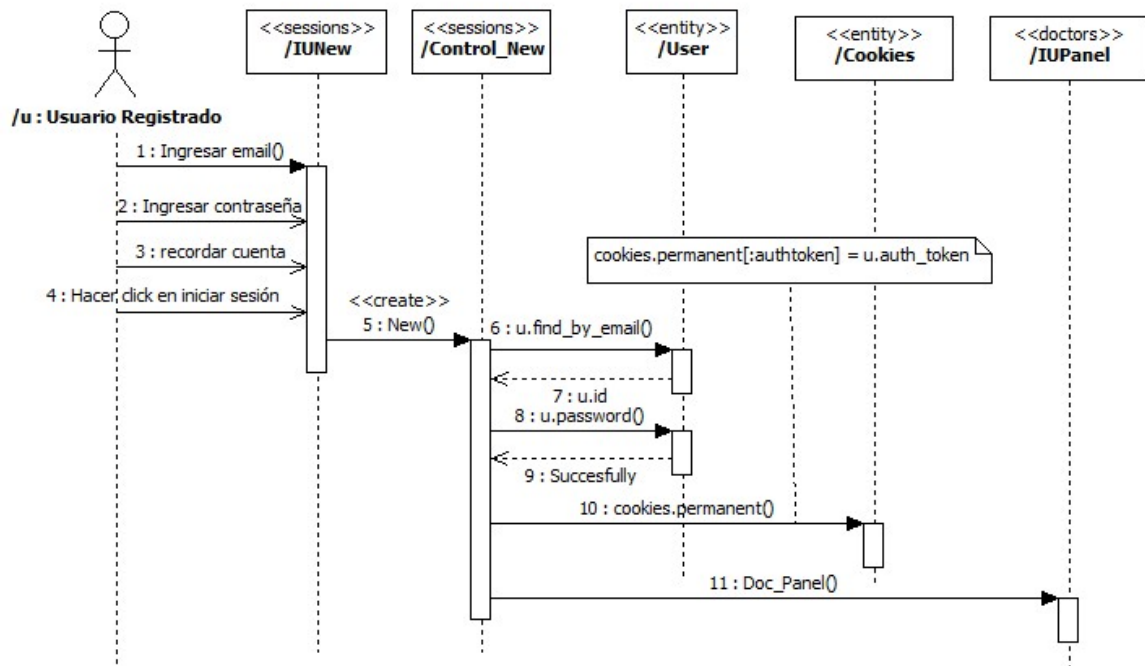 <<sessions>>
/IUNew
<<sessions>>
/Control_New
<<entity>>
/User
<<entity>>
/Cookies
<<doctors>>
/IUPanel
/u : Usuario Registrado
1 : Ingresar email()
2 : Ingresar contraseña
3 : recordar cuenta
cookies.permanent[:authtoken] = u.auth_token
4 : Hacer click en iniciar sesión
<<create>>
5 : New()
6 : u.find_by_email()
7 : u.id
8 : u.password()
9 : Succesfully
10 : cookies.permanent()
11 : Doc_Panel()